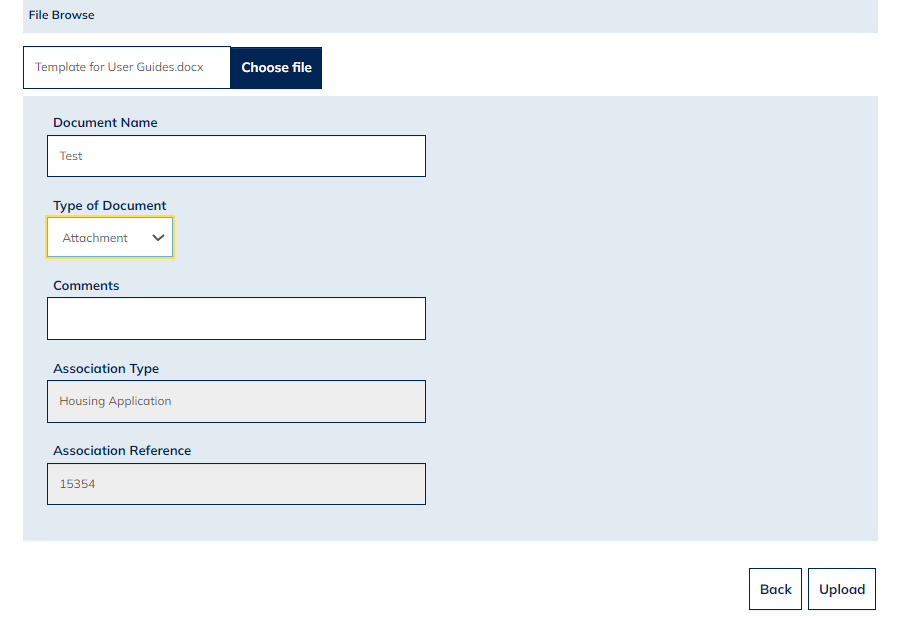 File Browse
Template for User Guides.docx Choose file
Document Name
Test
Type of Document
Attachment
Comments
Association Type
Housing Application
Association Reference
15354
Back Upload